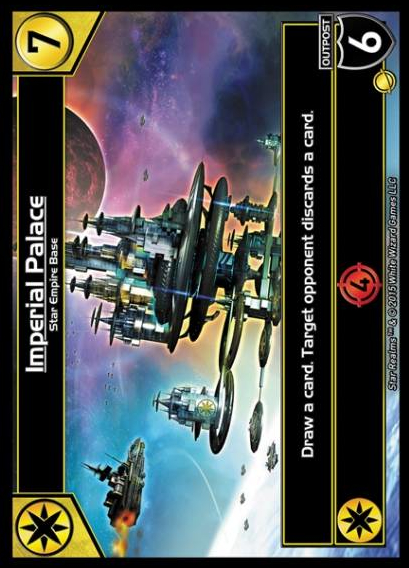 7
Imperial Palace
Star Empire Base
OUTPOST
6
Draw a card. Target opponent discards a card.
4
Star Realms™ & ©2015 White Wizard Games LLC